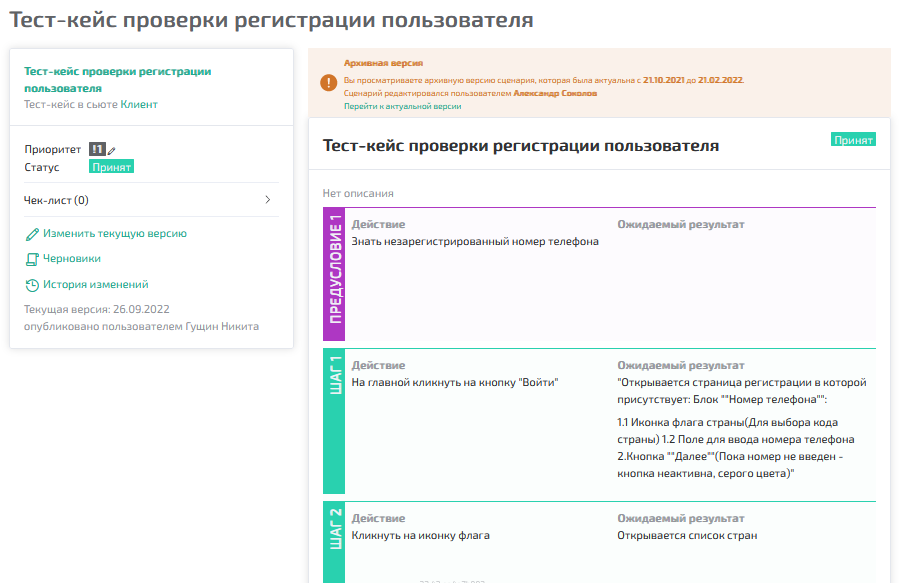 Тест-кейс проверки регистрации пользователя
Тест-кейс проверки регистрации
пользователя
Тест-кейс в сьюте Клиент
Приоритет !1
Статус Принят
Чек-лист (0)
Изменить текущую версию
Черновики
История изменений
Текущая версия: 26.09.2022
опубликовано пользователем Гущин Никита
Архивная версия
Вы просматриваете архивную версию сценария, которая была актуальна с 21.10.2021 до 21.02.2022.
Сценарий редактировался пользователем Александр Соколов
Перейти к актуальной версии
Тест-кейс проверки регистрации пользователя
Принят
Нет описания
ПРЕДУСЛОВИЕ 1
Действие
Знать незарегистрированный номер телефона
Ожидаемый результат
ШАГ 1
Действие
На главной кликнуть на кнопку "Войти"
Ожидаемый результат
"Открывается страница регистрации в которой
присутствует: Блок ""Номер телефона"":
1.1 Иконка флага страны(Для выбора кода
страны) 1.2 Поле для ввода номера телефона
2.Кнопка ""Далее""(Пока номер не введен -
кнопка неактивна, серого цвета)"
ШАГ 2
Действие
Кликнуть на иконку флага
Ожидаемый результат
Открывается список стран